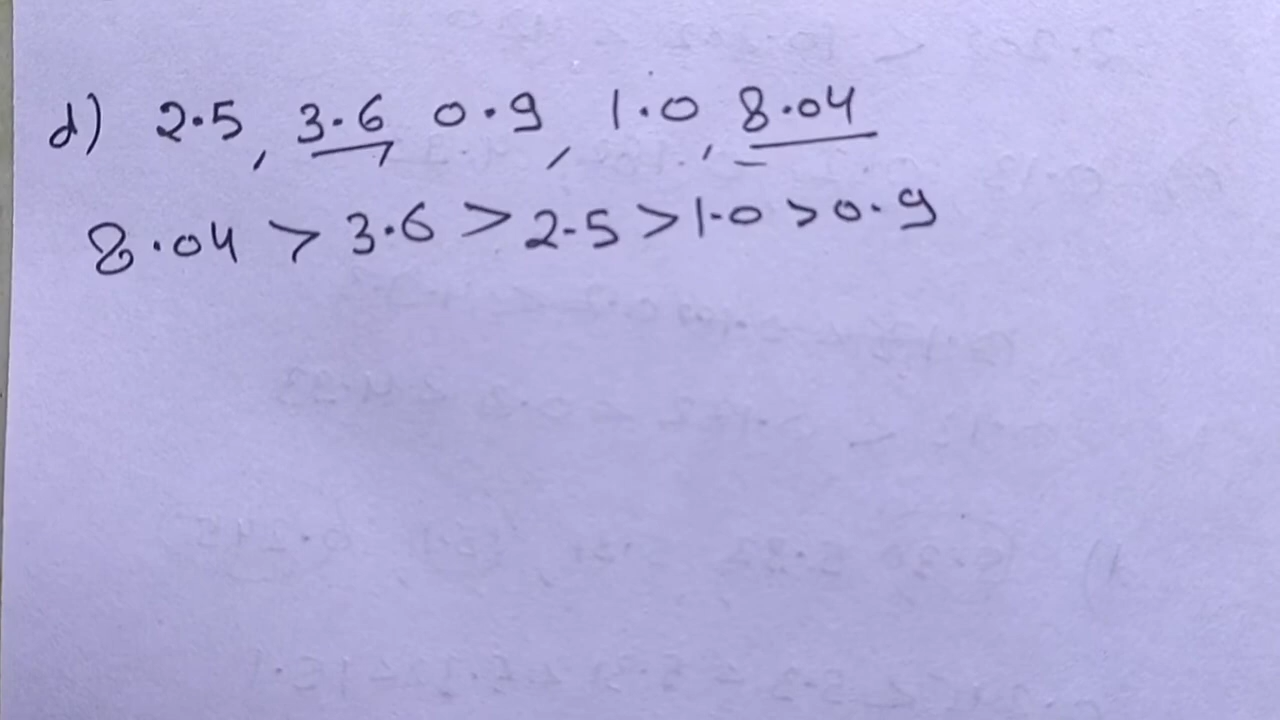 d) 2.5, 3.6 0.9, 1.0, 8.04
8.04 > 3.6 > 2.5 > 1.0 > 0.9